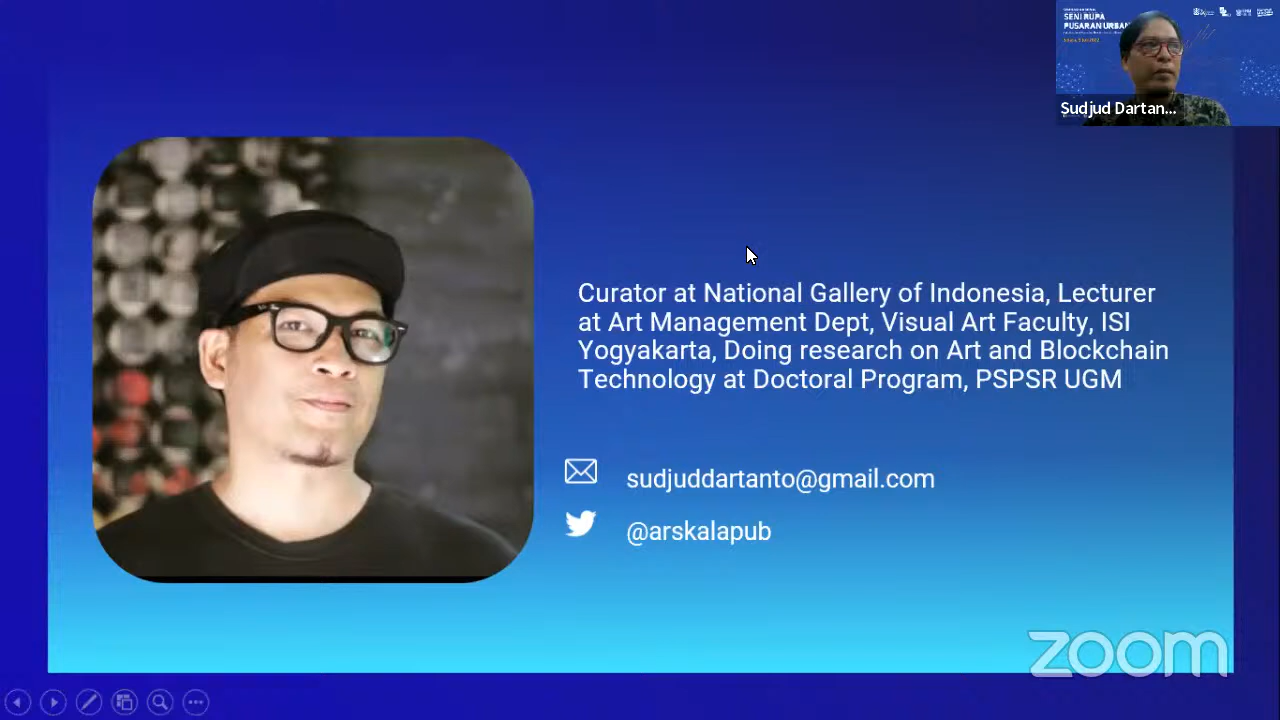 SENI RUPA
PUSARAN URBAN
Sudjud Dartan...
Curator at National Gallery of Indonesia, Lecturer
at Art Management Dept, Visual Art Faculty, ISI
Yogyakarta, Doing research on Art and Blockchain
Technology at Doctoral Program, PSPSR UGM
sudjuddartanto@gmail.com
@arskalapub
zoom